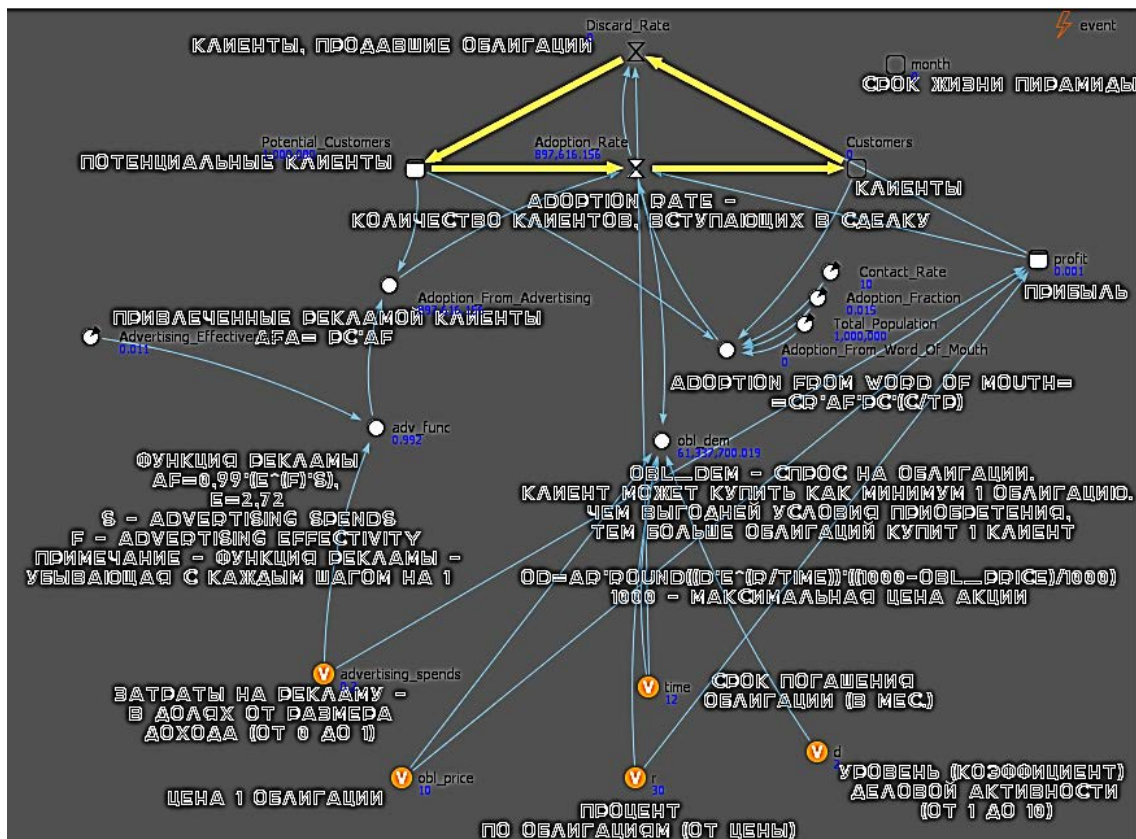 Discard_Rate
0
КЛИЕНТЫ, ПРОДАВШИЕ ОБЛИГАЦИИ
event
month
СРОК ЖИЗНИ ПИРАМИДЫ
Potential_Customers
ПОТЕНЦИАЛЬНЫЕ КЛИЕНТЫ
Adoption_Rate
897,616.156
Customers
0
КЛИЕНТЫ
ADOPTION RATE -
КОЛИЧЕСТВО КЛИЕНТОВ, ВСТУПАЮЩИХ В СДЕЛКУ
profit
0.001
ПРИБЫЛЬ
Contact_Rate
10
Adoption_Fraction
0.015
Total_Population
1,000,000
Adoption_From_Word_Of_Mouth
0
ADOPTION FROM WORD OF MOUTH=
=CR*AF*PC*(C/TP)
Adoption_From_Advertising
897,616.156
ПРИВЛЕЧЕННЫЕ РЕКЛАМОЙ КЛИЕНТЫ
AFA= PC*AF
0.011
adv_func
0.992
ФУНКЦИЯ РЕКЛАМЫ
AF=0,99*(E^(F)*S),
E=2,72
S - ADVERTISING SPENDS
F - ADVERTISING EFFECTIVITY
ПРИМЕЧАНИЕ - ФУНКЦИЯ РЕКЛАМЫ -
УБЫВАЮЩАЯ С КАЖДЫМ ШАГОМ НА 1
obl_dem
61,337,700.019
OBL_DEM - СПРОС НА ОБЛИГАЦИИ.
КЛИЕНТ МОЖЕТ КУПИТЬ КАК МИНИМУМ 1 ОБЛИГАЦИЮ.
ЧЕМ ВЫГОДНЕЙ УСЛОВИЯ ПРИОБРЕТЕНИЯ,
ТЕМ БОЛЬШЕ ОБЛИГАЦИЙ КУПИТ 1 КЛИЕНТ
OD=AR*ROUND((D*E^(R/TIME))*((1000-OBL_PRICE)/1000)
1000 - МАКСИМАЛЬНАЯ ЦЕНА АКЦИИ
advertising_spends
ЗАТРАТЫ НА РЕКЛАМУ -
В ДОЛЯХ ОТ РАЗМЕРА
ДОХОДА (ОТ 0 ДО 1)
time
12
СРОК ПОГАШЕНИЯ
ОБЛИГАЦИИ (В МЕС.)
obl_price
10
ЦЕНА 1 ОБЛИГАЦИИ
r
30
ПРОЦЕНТ
ПО ОБЛИГАЦИЯМ (ОТ ЦЕНЫ)
d
УРОВЕНЬ (КОЭФФИЦИЕНТ)
ДЕЛОВОЙ АКТИВНОСТИ
(ОТ 1 ДО 10)